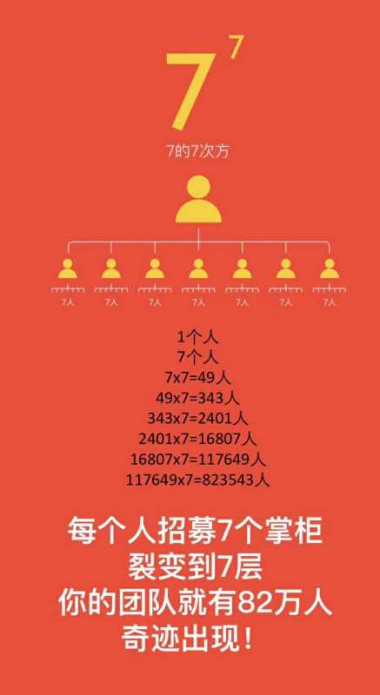 7⁷
7的7次方
7人 7人 7人 7人 7人 7人 7人
1个人
7个人
7x7=49人
49x7=343人
343x7=2401人
2401x7=16807人
16807x7=117649人
117649x7=823543人
每个人招募7个掌柜
裂变到7层
你的团队就有82万人
奇迹出现！